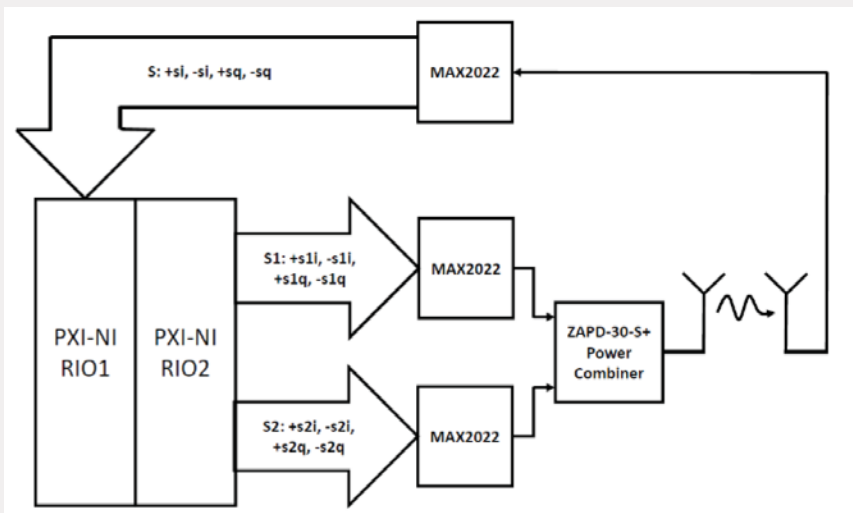 S: +si, -si, +sq, -sq
MAX2022
S1: +s1i, -s1i,
+s1q, -s1q
MAX2022
PXI-NI
RIO1
PXI-NI
RIO2
ZAPD-30-S+
Power
Combiner
S2: +s2i, -s2i,
+s2q, -s2q
MAX2022